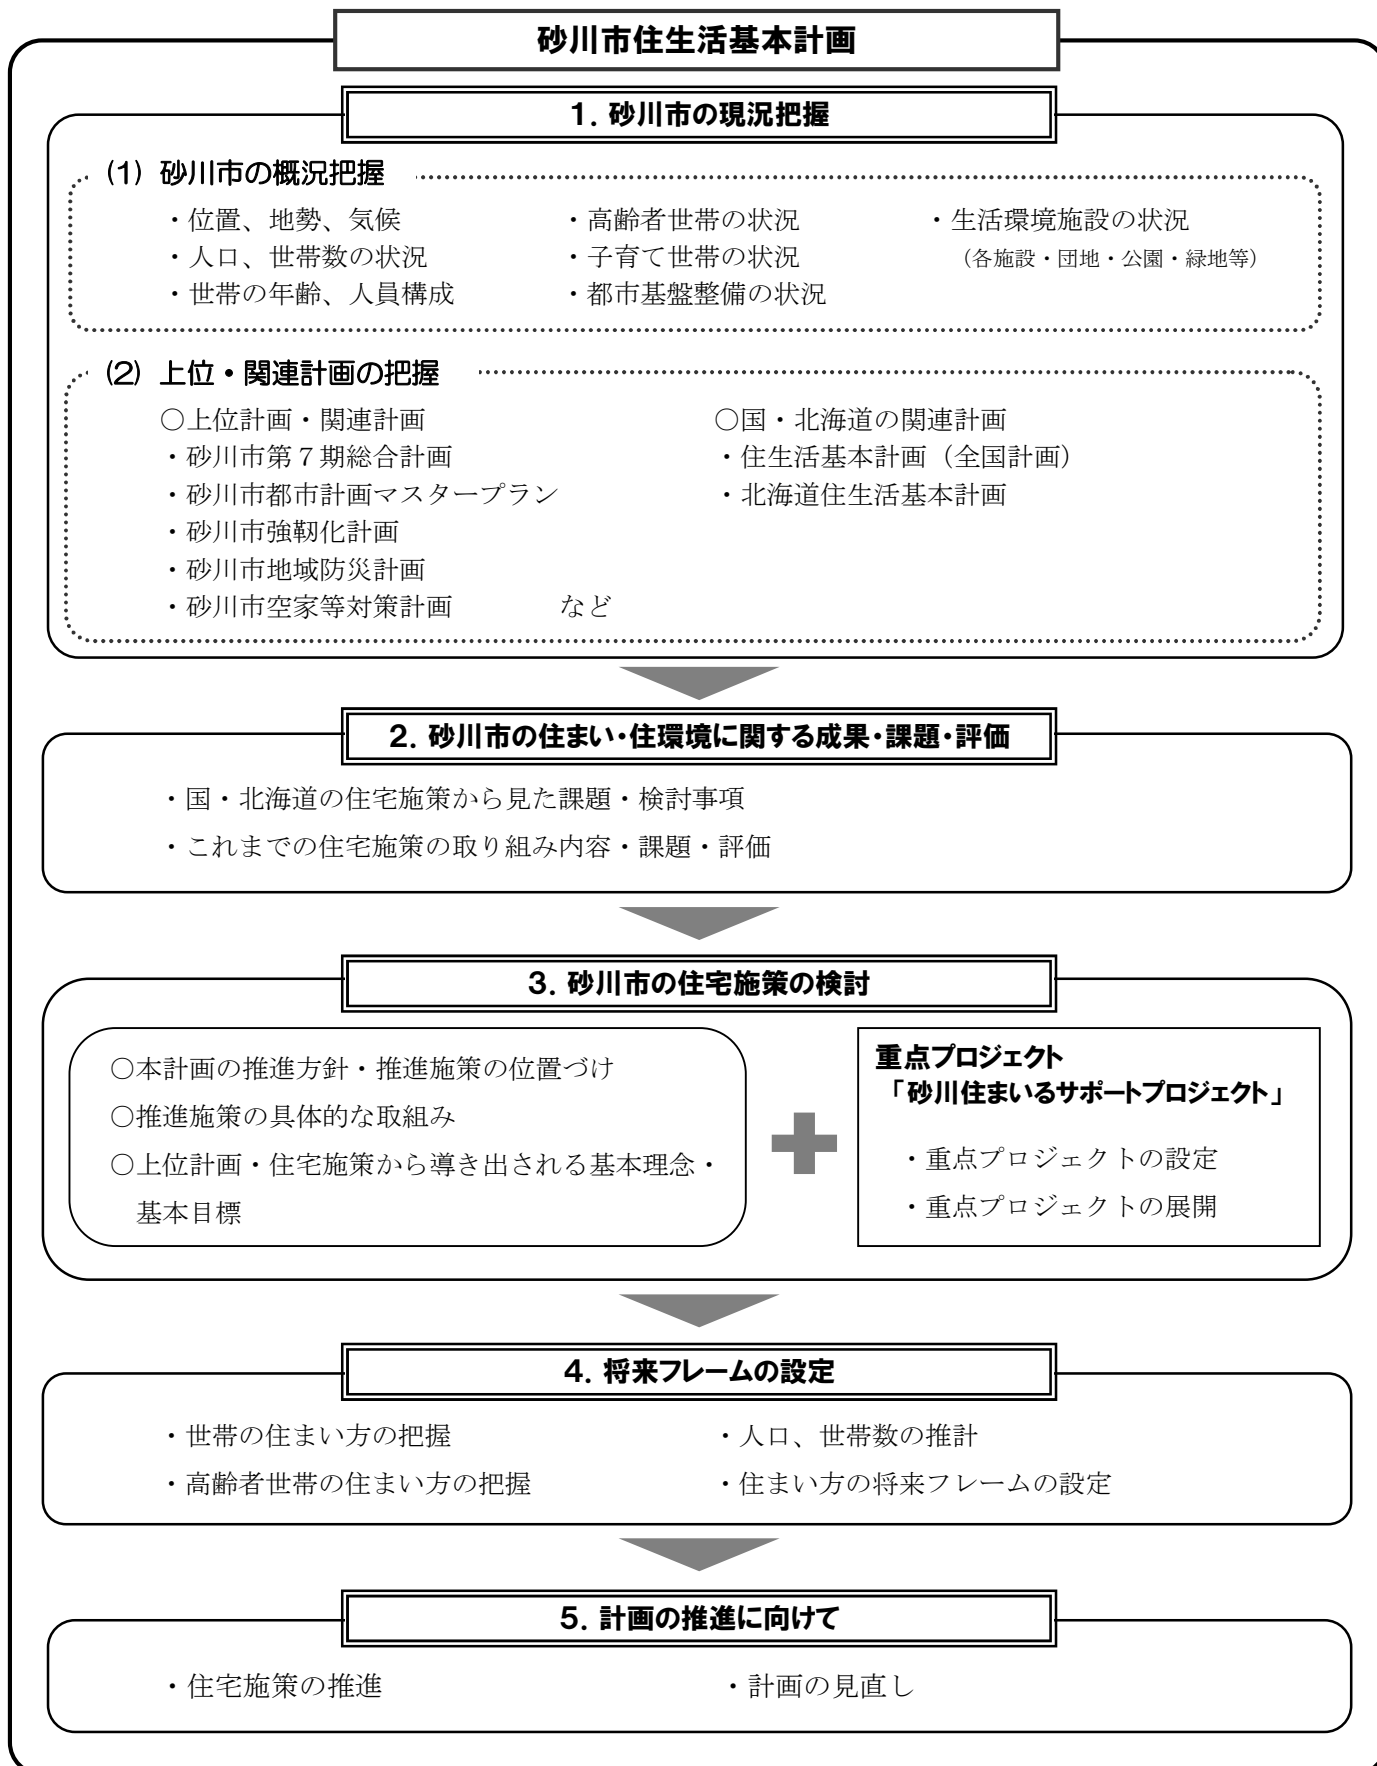 砂川市住生活基本計画
1. 砂川市の現況把握
(1) 砂川市の概況把握
・位置、地勢、気候
・人口、世帯数の状況
・世帯の年齢、人員構成
・高齢者世帯の状況
・子育て世帯の状況
・都市基盤整備の状況
・生活環境施設の状況
（各施設・団地・公園・緑地等）
(2) 上位・関連計画の把握
○上位計画・関連計画
・砂川市第７期総合計画
・砂川市都市計画マスタープラン
・砂川市強靭化計画
・砂川市地域防災計画
・砂川市空家等対策計画　　　　など
○国・北海道の関連計画
・住生活基本計画（全国計画）
・北海道住生活基本計画
2. 砂川市の住まい・住環境に関する成果・課題・評価
・国・北海道の住宅施策から見た課題・検討事項
・これまでの住宅施策の取り組み内容・課題・評価
3. 砂川市の住宅施策の検討
○本計画の推進方針・推進施策の位置づけ
○推進施策の具体的な取組み
○上位計画・住宅施策から導き出される基本理念・
基本目標
重点プロジェクト
「砂川住まいるサポートプロジェクト」
・重点プロジェクトの設定
・重点プロジェクトの展開
4. 将来フレームの設定
・世帯の住まい方の把握
・高齢者世帯の住まい方の把握
・人口、世帯数の推計
・住まい方の将来フレームの設定
5. 計画の推進に向けて
・住宅施策の推進
・計画の見直し